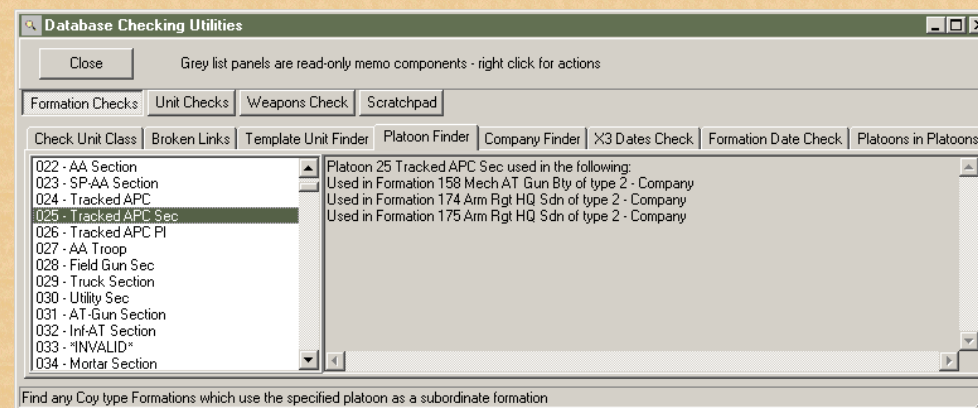 Database Checking Utilities
Close
Grey list panels are read-only memo components - right click for actions
Formation Checks
Unit Checks
Weapons Check
Scratchpad
Check Unit Class
Broken Links
Template Unit Finder
Platoon Finder
Company Finder
X3 Dates Check
Formation Date Check
Platoons in Platoons
022 - AA Section
023 - SP-AA Section
024 - Tracked APC
025 - Tracked APC Sec
026 - Tracked APC Pl
027 - AA Troop
028 - Field Gun Sec
029 - Truck Section
030 - Utility Sec
031 - AT-Gun Section
032 - Inf-AT Section
033 - *INVALID*
034 - Mortar Section
Platoon 25 Tracked APC Sec used in the following:
Used in Formation 158 Mech AT Gun Bty of type 2 - Company
Used in Formation 174 Arm Rgt HQ Sdn of type 2 - Company
Used in Formation 175 Arm Rgt HQ Sdn of type 2 - Company
Find any Coy type Formations which use the specified platoon as a subordinate formation